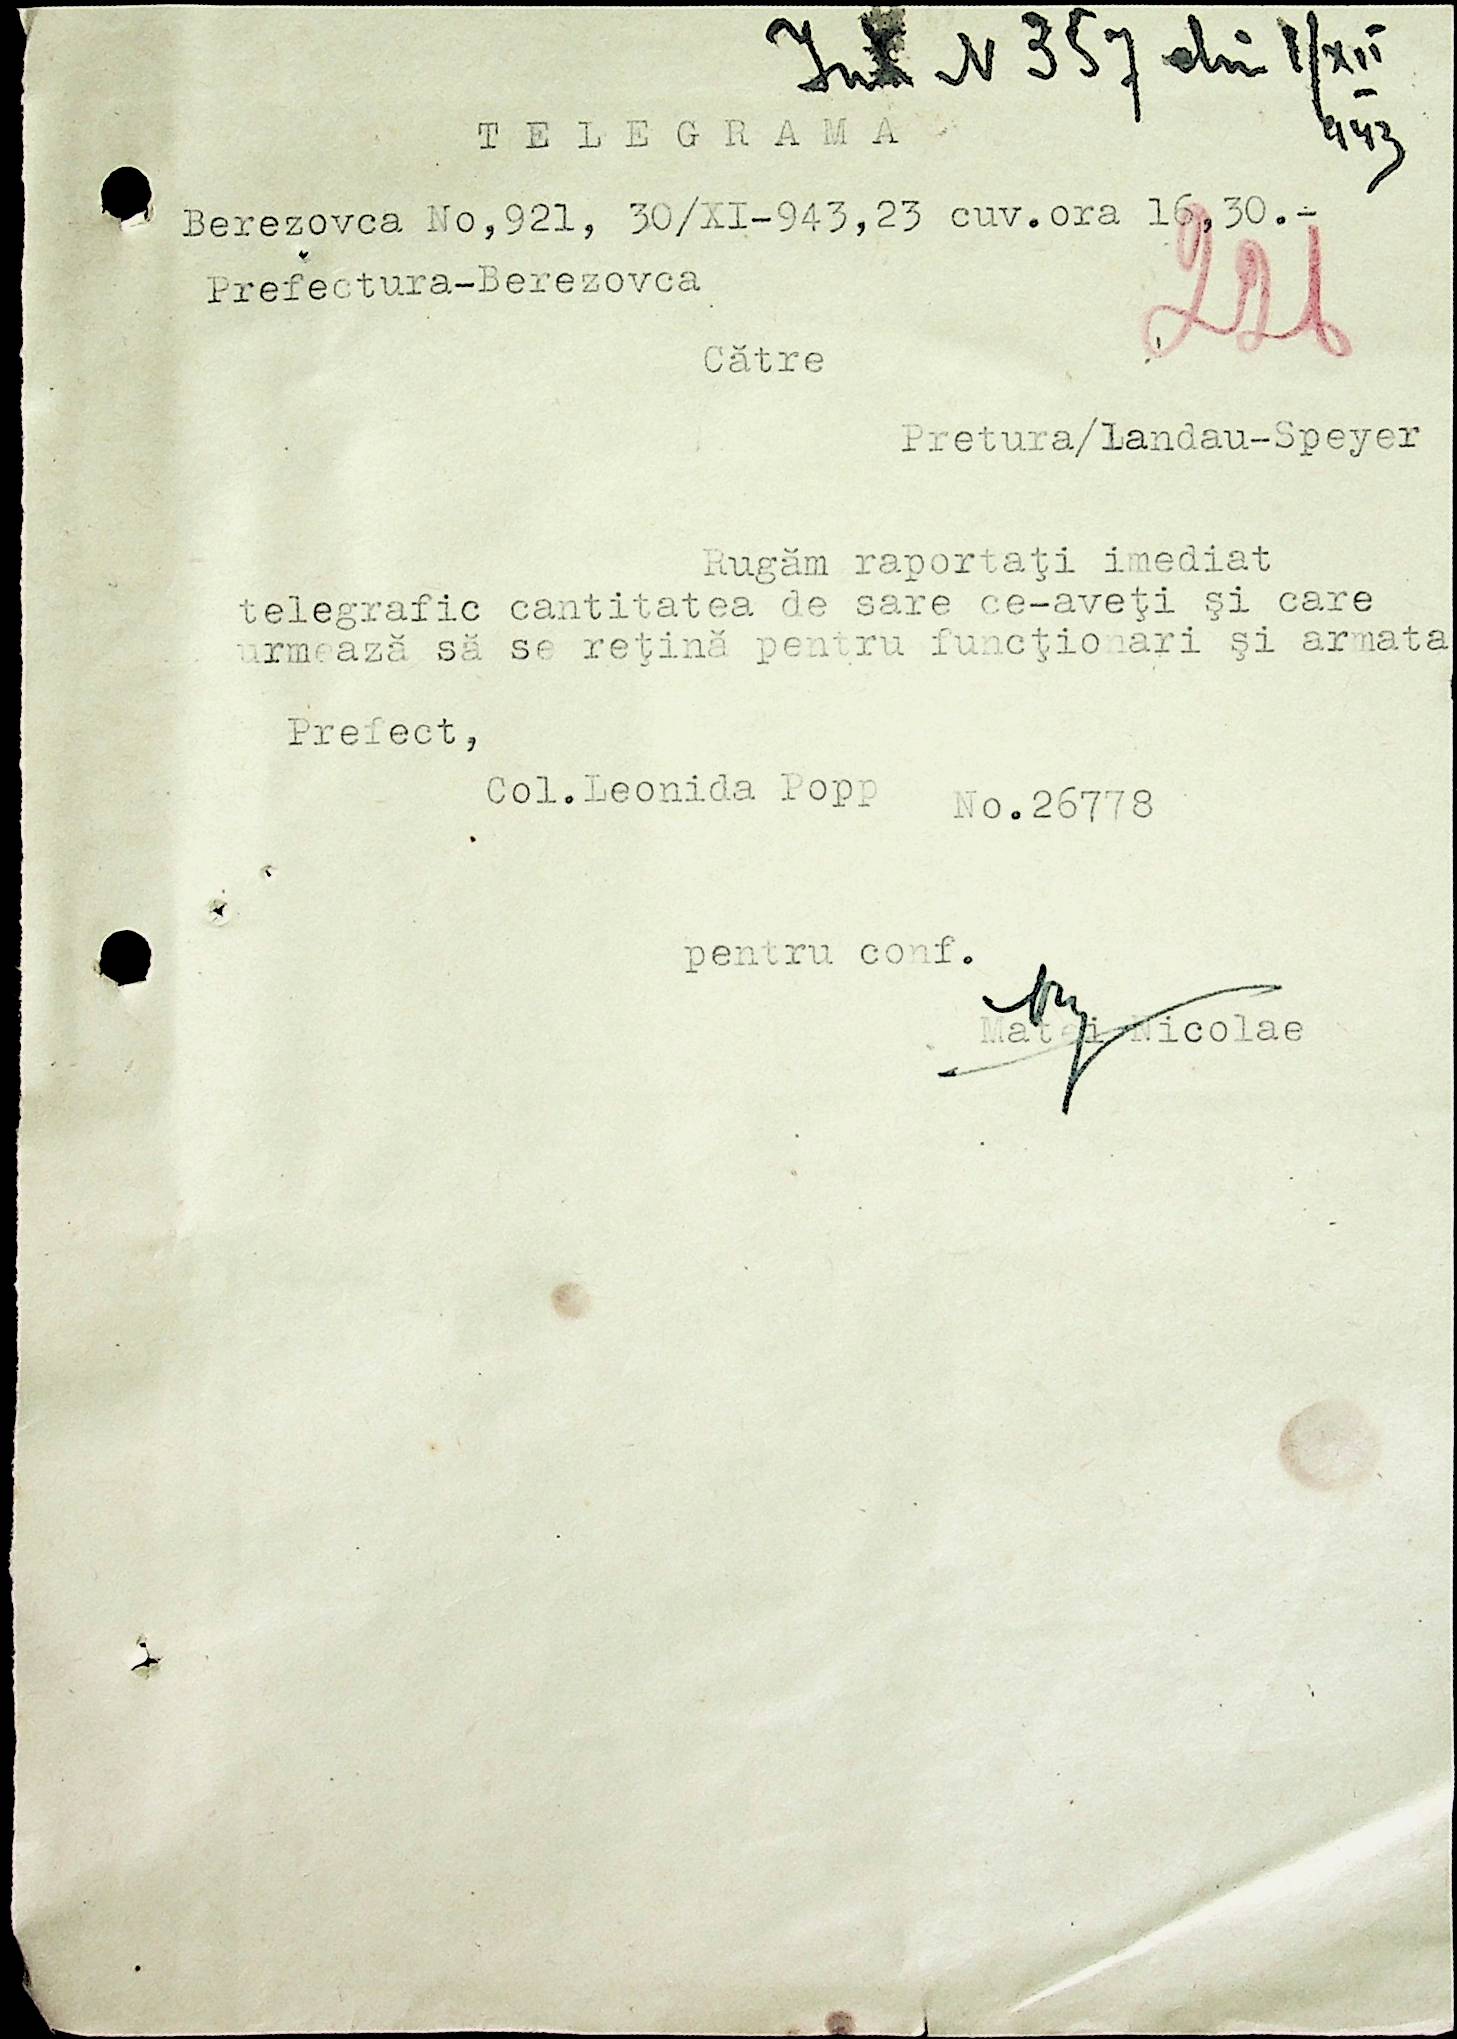 N 357 din 1/XII
943
TELEGRAMA
Berezovca No,921, 30/XI-943,23 cuv.ora 16,30.-
Prefectura-Berezovca
221
Către
Pretura/Landau-Speyer
Rugăm raportaţi imediat
telegrafic cantitatea de sare ce-aveţi şi care
urmează să se reţină pentru funcţionari şi armata
Prefect,
Col.Leonida Popp No.26778
pentru conf.
Matei Nicolae